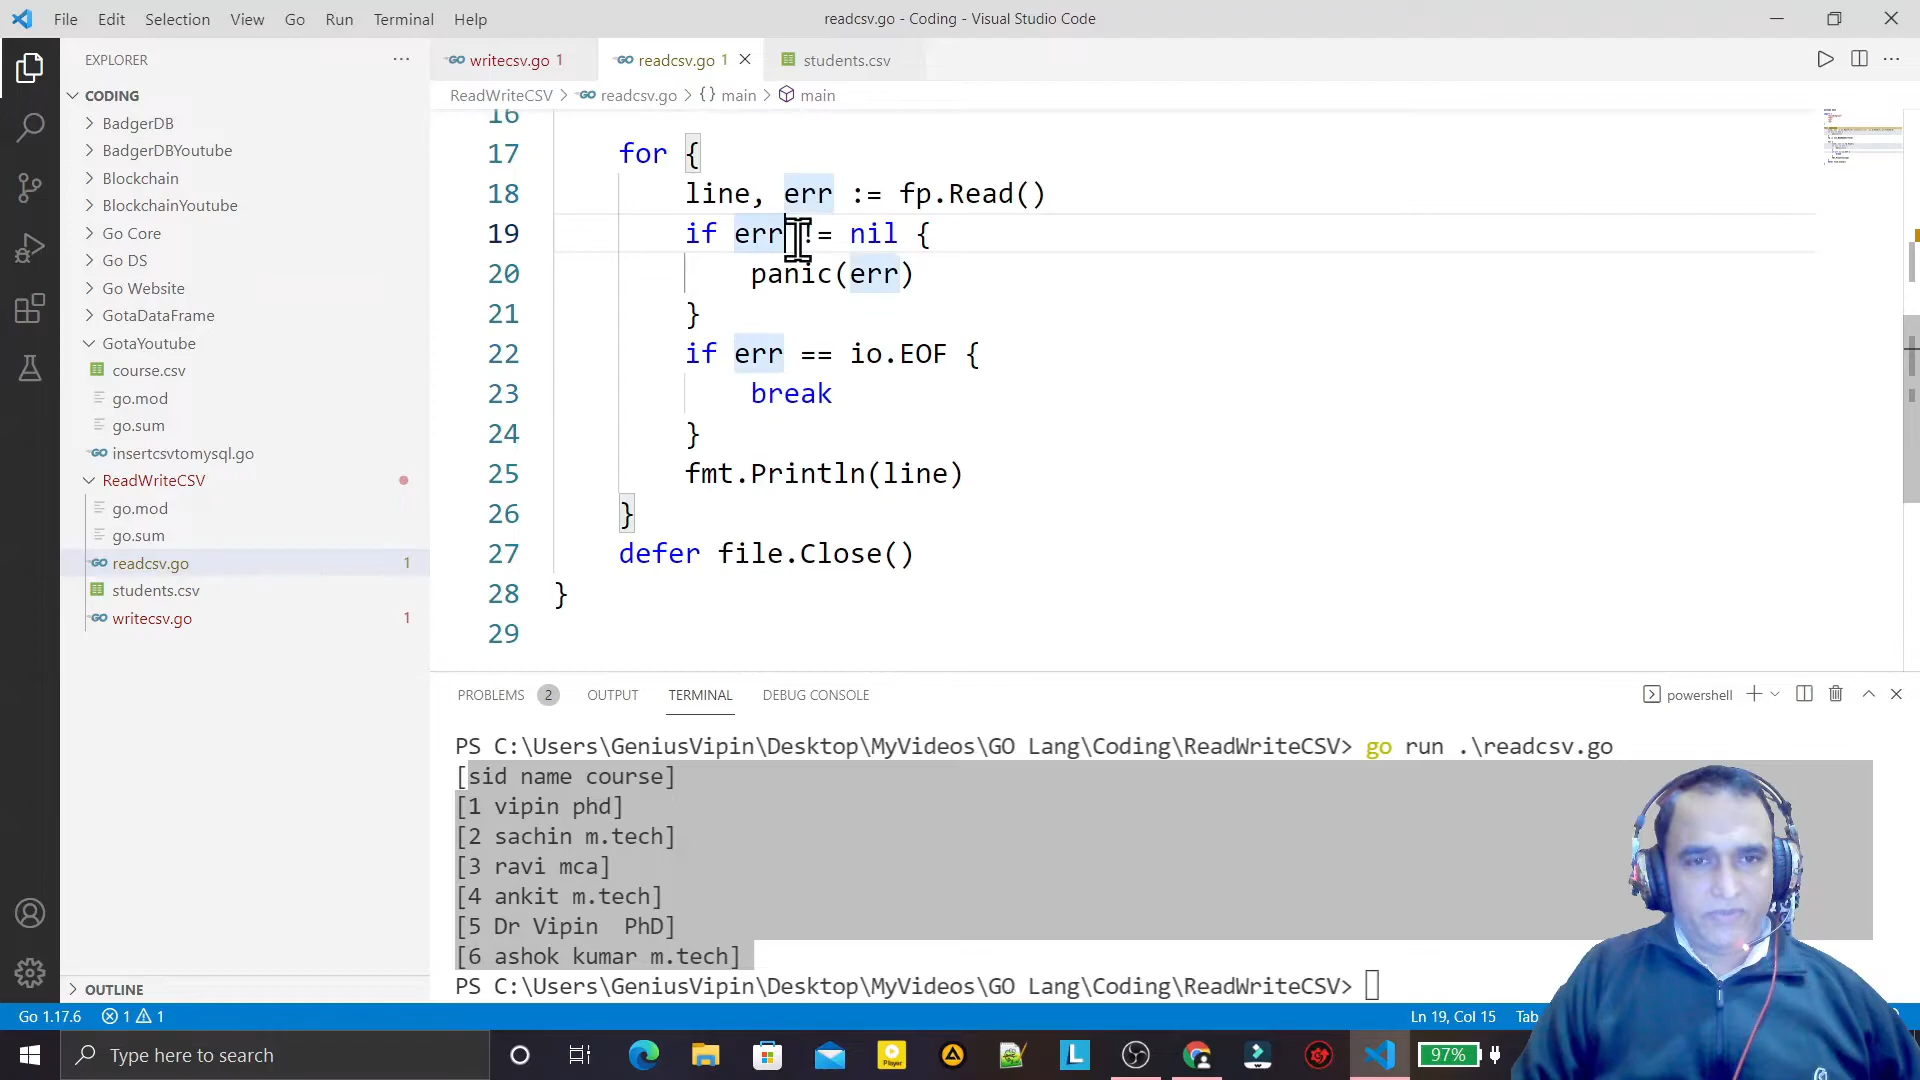 File Edit Selection View Go Run Terminal Help
readcsv.go - Coding - Visual Studio Code
EXPLORER
CODING
BadgerDB
BadgerDBYoutube
Blockchain
BlockchainYoutube
Go Core
Go DS
Go Website
GotaDataFrame
GotaYoutube
course.csv
go.mod
go.sum
insertcsvtomysql.go
ReadWriteCSV
go.mod
go.sum
readcsv.go 1
students.csv
writecsv.go 1
OUTLINE
writecsv.go 1 readcsv.go 1 students.csv
ReadWriteCSV > readcsv.go > {} main > main
16
17 for {
18 line, err := fp.Read()
19 if err != nil {
20 panic(err)
21 }
22 if err == io.EOF {
23 break
24 }
25 fmt.Println(line)
26 }
27 defer file.Close()
28 }
29
PROBLEMS 2 OUTPUT TERMINAL DEBUG CONSOLE
powershell
PS C:\Users\GeniusVipin\Desktop\MyVideos\GO Lang\Coding\ReadWriteCSV> go run .\readcsv.go
[sid name course]
[1 vipin phd]
[2 sachin m.tech]
[3 ravi mca]
[4 ankit m.tech]
[5 Dr Vipin  PhD]
[6 ashok kumar m.tech]
PS C:\Users\GeniusVipin\Desktop\MyVideos\GO Lang\Coding\ReadWriteCSV>
Go 1.17.6 1 1
Ln 19, Col 15 Tab
Type here to search
Player
L
97%